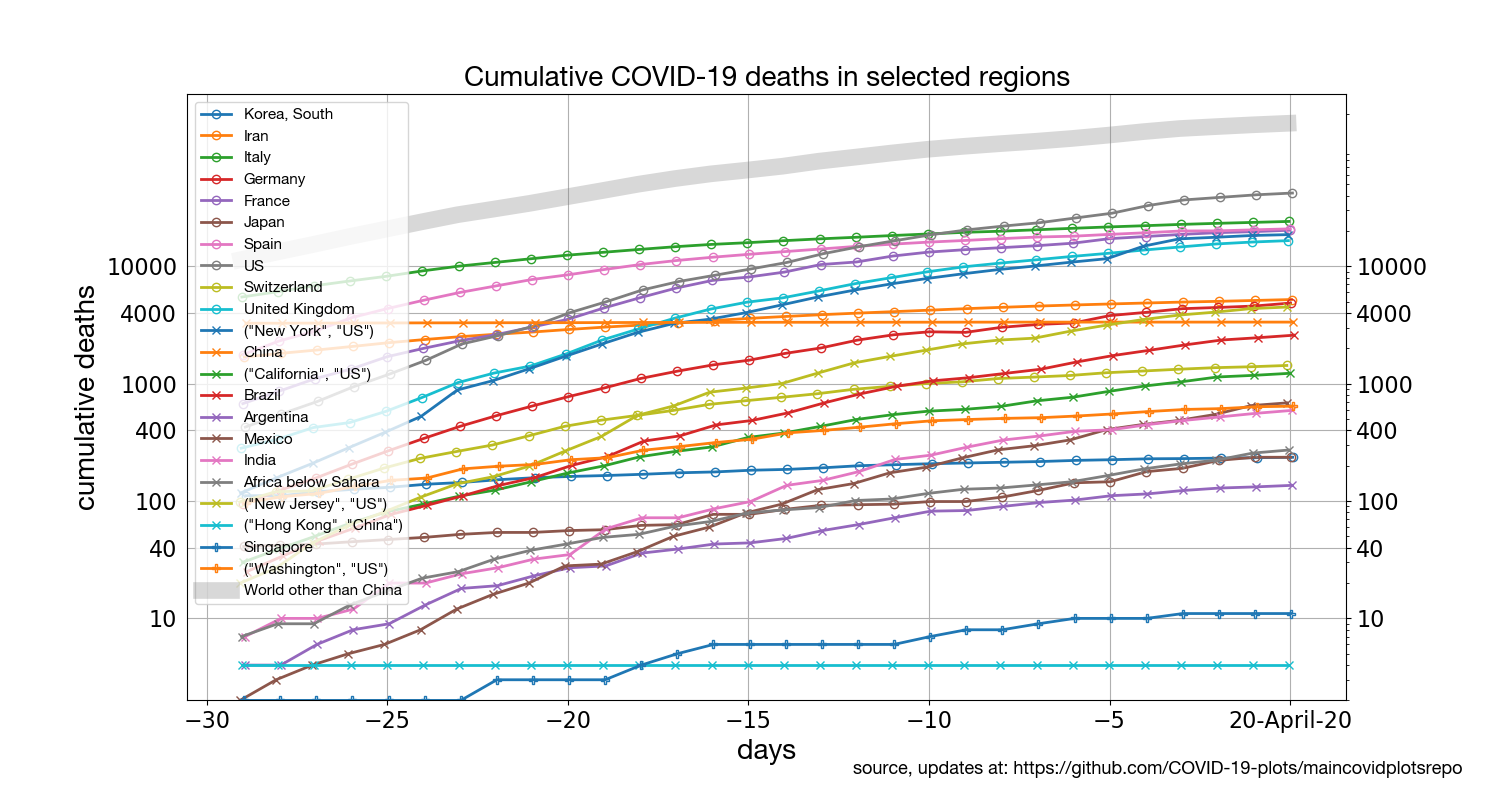 Cumulative COVID-19 deaths in selected regions
Korea, South
Iran
Italy
Germany
France
Japan
Spain
US
Switzerland
United Kingdom
("New York", "US")
China
("California", "US")
Brazil
Argentina
Mexico
India
Africa below Sahara
("New Jersey", "US")
("Hong Kong", "China")
Singapore
("Washington", "US")
World other than China
cumulative deaths
10000
4000
1000
400
100
40
10
10000
4000
1000
400
100
40
10
−30 −25 −20 −15 −10 −5 20-April-20
days
source, updates at: https://github.com/COVID-19-plots/maincovidplotsrepo